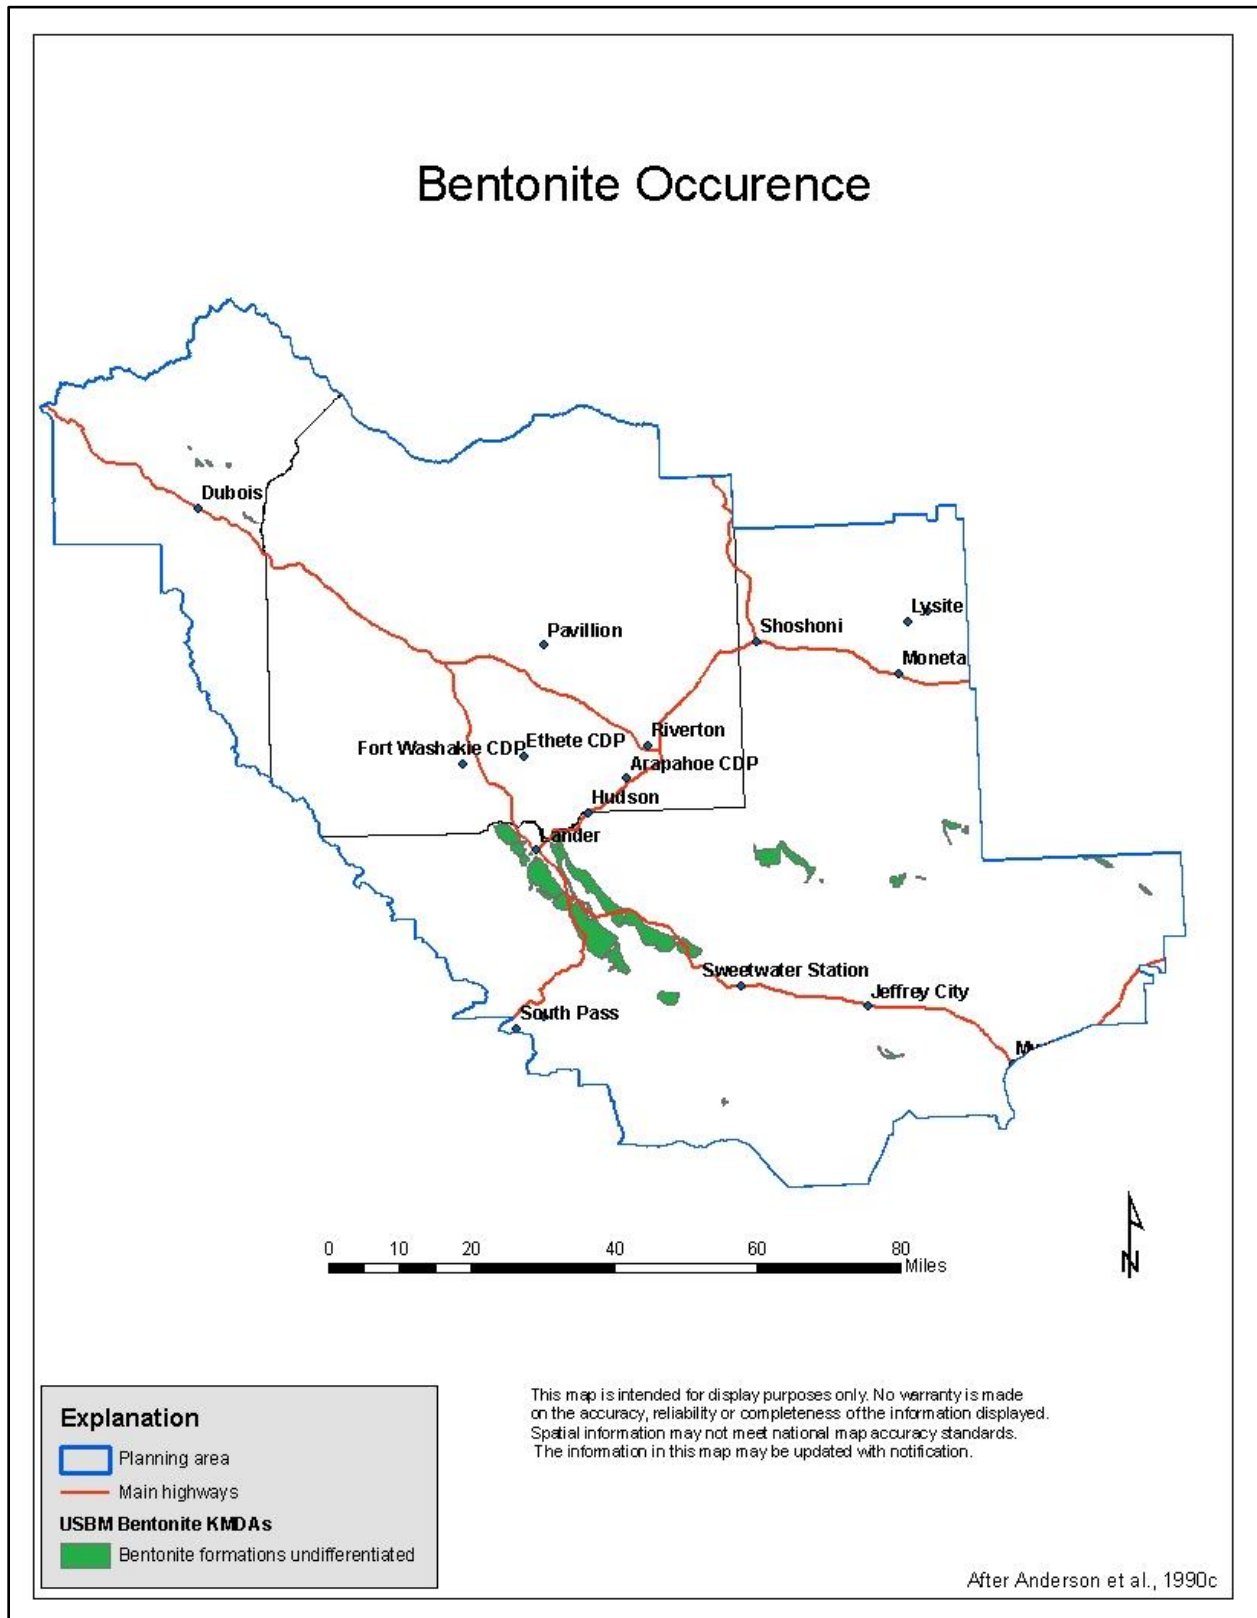 Bentonite Occurence
Dubois
Pavillion
Lysite
Shoshoni
Moneta
Riverton
Ethete CDP
Fort Washakie CDP
Arapahoe CDP
Hudson
Lander
Sweetwater Station
Jeffrey City
South Pass
0 10 20 40 60 80
Miles
N
Explanation
Planning area
Main highways
USBM Bentonite KMDAs
Bentonite formations undifferentiated
This map is intended for display purposes only. No warranty is made
on the accuracy, reliability or completeness of the information displayed.
Spatial information may not meet national map accuracy standards.
The information in this map may be updated with notification.
After Anderson et al., 1990c